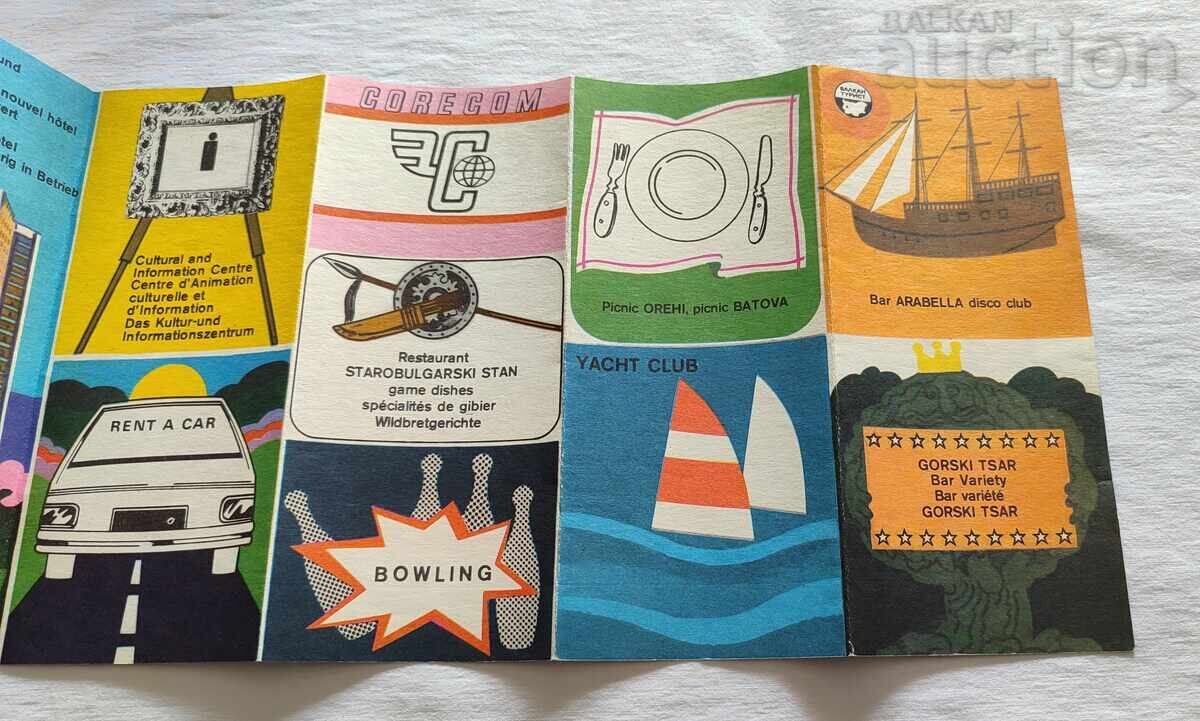 BALKAN
auction
und
nouvel hôtel
rig in Betrieb
i
Cultural and
Information Centre
Centre d'Animation
culturelle et
d'Information
Das Kultur-und
Informationszentrum
RENT A CAR
CORECOM
C
Restaurant
STAROBULGARSKI STAN
game dishes
spécialités de gibier
Wildbretgerichte
BOWLING
Picnic OREHI, picnic BATOVA
YACHT CLUB
БАЛКАН
ТУРИСТ
Bar ARABELLA disco club
GORSKI TSAR
Bar Variety
Bar variété
GORSKI TSAR